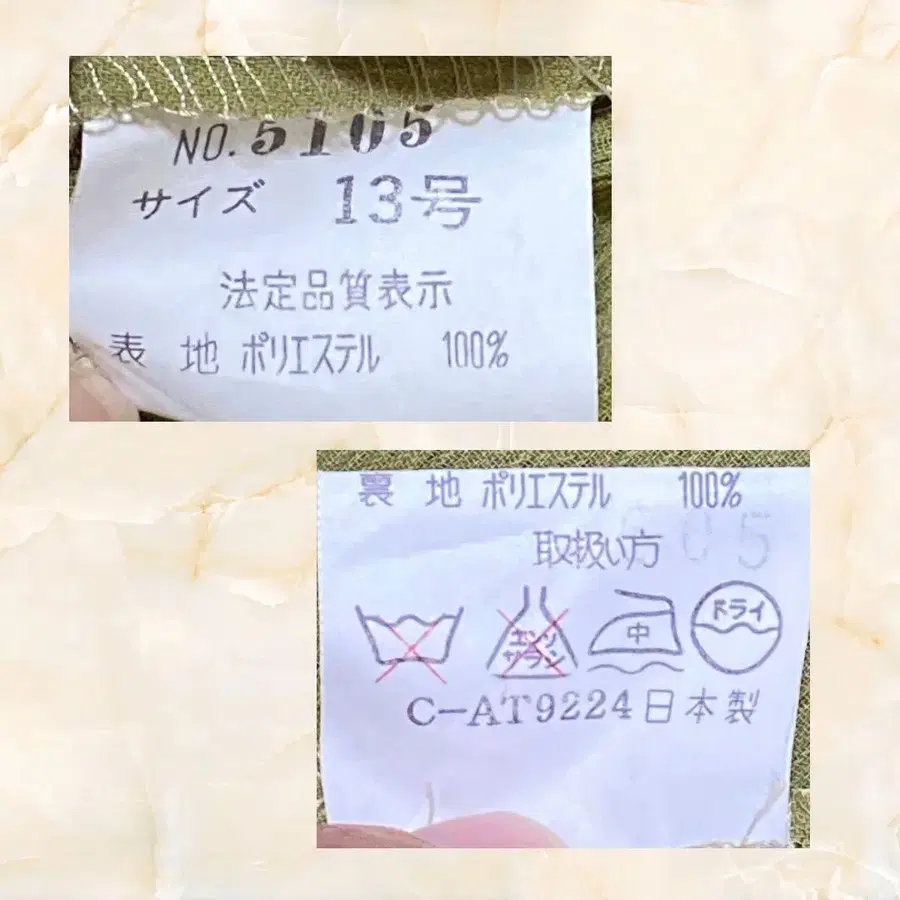 NO. 5105
サイズ 13号
法定品質表示
表 地 ポリエステル 100%
裏 地 ポリエステル 100%
取扱い方
エンソ
サラシ
中
ドライ
C-AT9224日本製